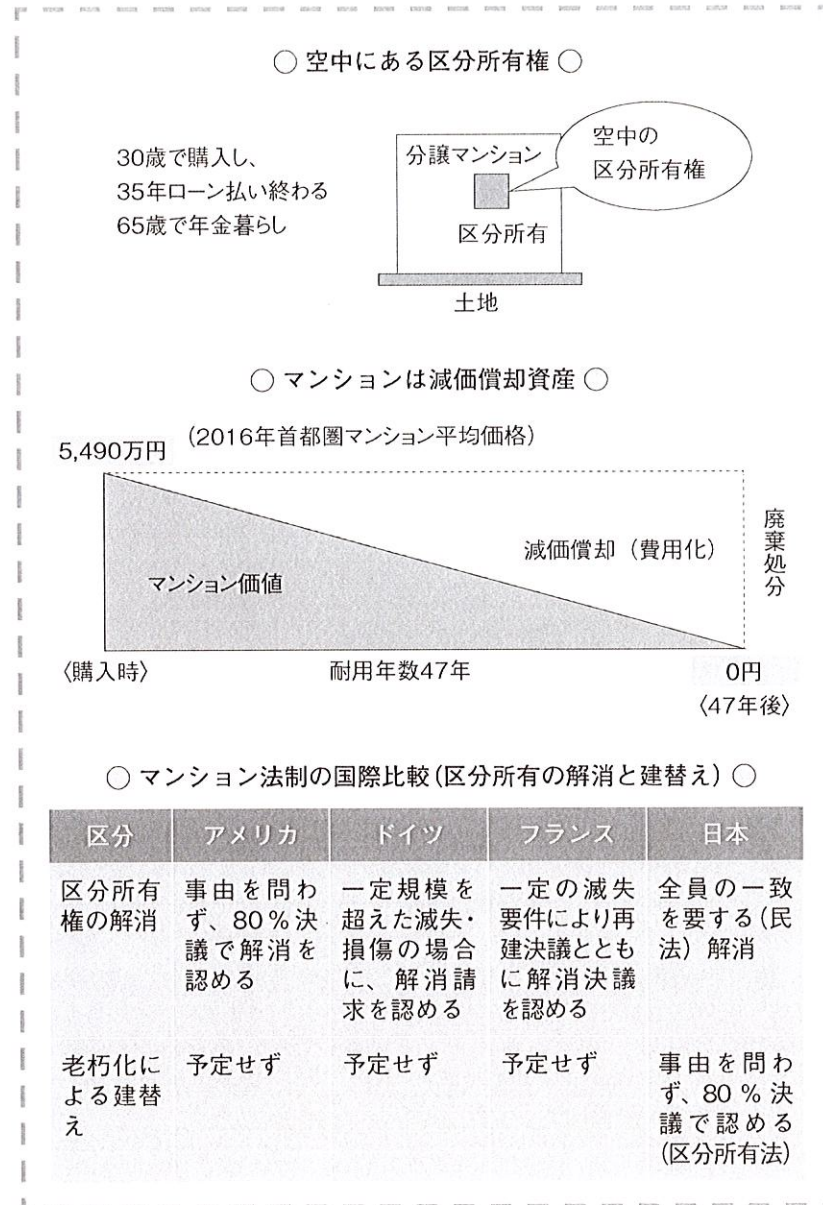 ○ 空中にある区分所有権 ○
30歳で購入し、
35年ローン払い終わる
65歳で年金暮らし
分譲マンション
空中の
区分所有権
区分所有
土地
○ マンションは減価償却資産 ○
5,490万円
(2016年首都圏マンション平均価格)
マンション価値
減価償却（費用化）
廃棄処分
〈購入時〉
耐用年数47年
0円
〈47年後〉
○ マンション法制の国際比較(区分所有の解消と建替え) ○
区分
アメリカ
ドイツ
フランス
日本
区分所有
権の解消
事由を問わ
ず、80％決
議で解消を
認める
一定規模を
超えた滅失・
損傷の場合
に、解消請
求を認める
一定の滅失
要件により再
建決議ととも
に解消決議
を認める
全員の一致
を要する(民
法）解消
老朽化に
よる建替
え
予定せず
予定せず
予定せず
事由を問わ
ず、80％決
議で認める
(区分所有法)